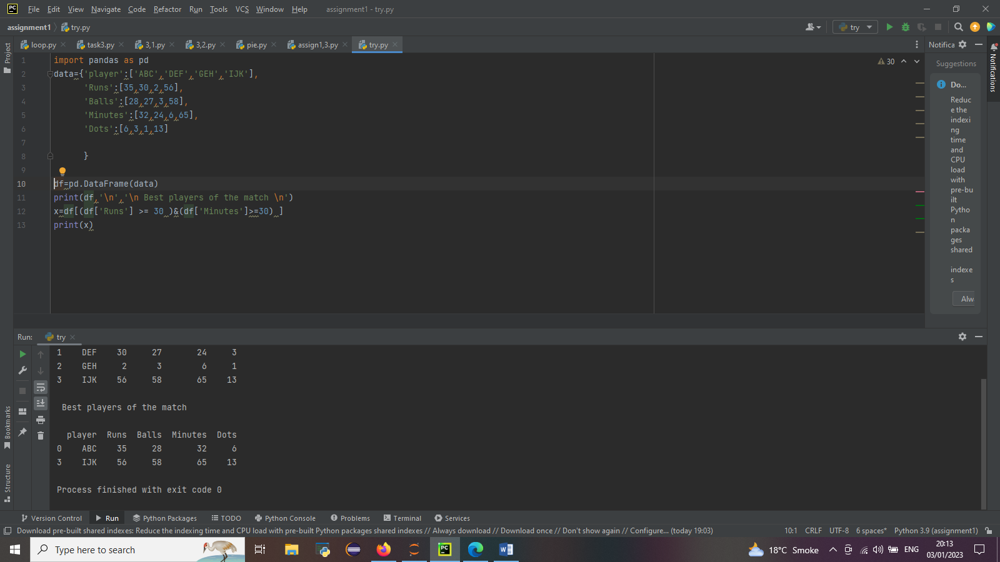 File Edit View Navigate Code Refactor Run Tools VCS Window Help assignment1 - try.py
assignment1 try.py try
loop.py task3.py 3,1.py 3,2.py pie.py assign1,3.py try.py Notifica
Project
1 import pandas as pd
30
Suggestions
2 data={'player':['ABC','DEF','GEH','IJK'],
3 'Runs':[35,30,2,56],
4 'Balls':[28,27,3,58],
5 'Minutes':[32,24,6,65],
6 'Dots':[6,3,1,13]
7
8 }
9
10 df=pd.DataFrame(data)
11 print(df,'\n','\n Best players of the match \n')
12 x=df[(df['Runs'] >= 30 )&(df['Minutes']>=30) ]
13 print(x)
Do...
Reduc
e the
indexi
ng
time
and
CPU
load
with
pre-bu
ilt
Pytho
n
packa
ges
shared
indexe
s
Alw
Notifications
Run: try
1 DEF 30 27 24 3
2 GEH 2 3 6 1
3 IJK 56 58 65 13
Best players of the match
player Runs Balls Minutes Dots
0 ABC 35 28 32 6
3 IJK 56 58 65 13
Process finished with exit code 0
Bookmarks
Structure
Version Control Run Python Packages TODO Python Console Problems Terminal Services
Download pre-built shared indexes: Reduce the indexing time and CPU load with pre-built Python packages shared indexes // Always download // Download once // Don't show again // Configure... (today 19:03) 10:1 CRLF UTF-8 6 spaces* Python 3.9 (assignment1)
Type here to search PC W 18°C Smoke ENG 20:13
03/01/2023